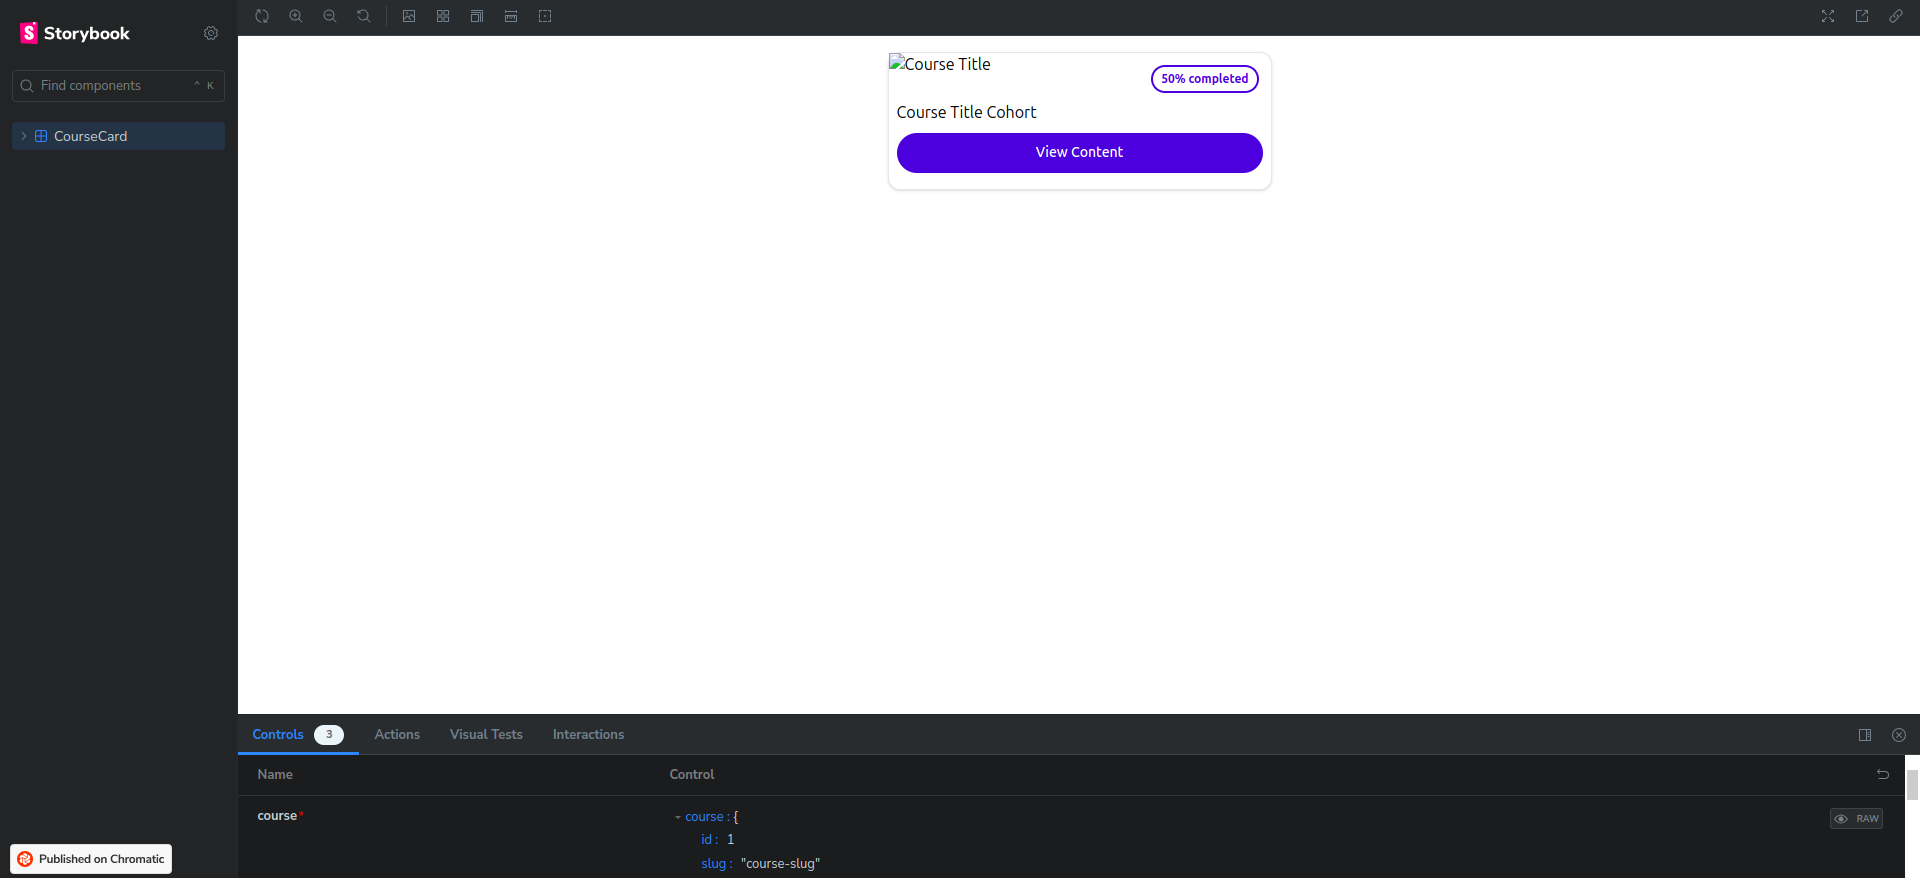 Storybook
Find components
^ K
CourseCard
Course Title
50% completed
Course Title Cohort
View Content
Controls 3 Actions Visual Tests Interactions
Name Control
course* course : {
RAW
id : 1
slug : "course-slug"
Published on Chromatic